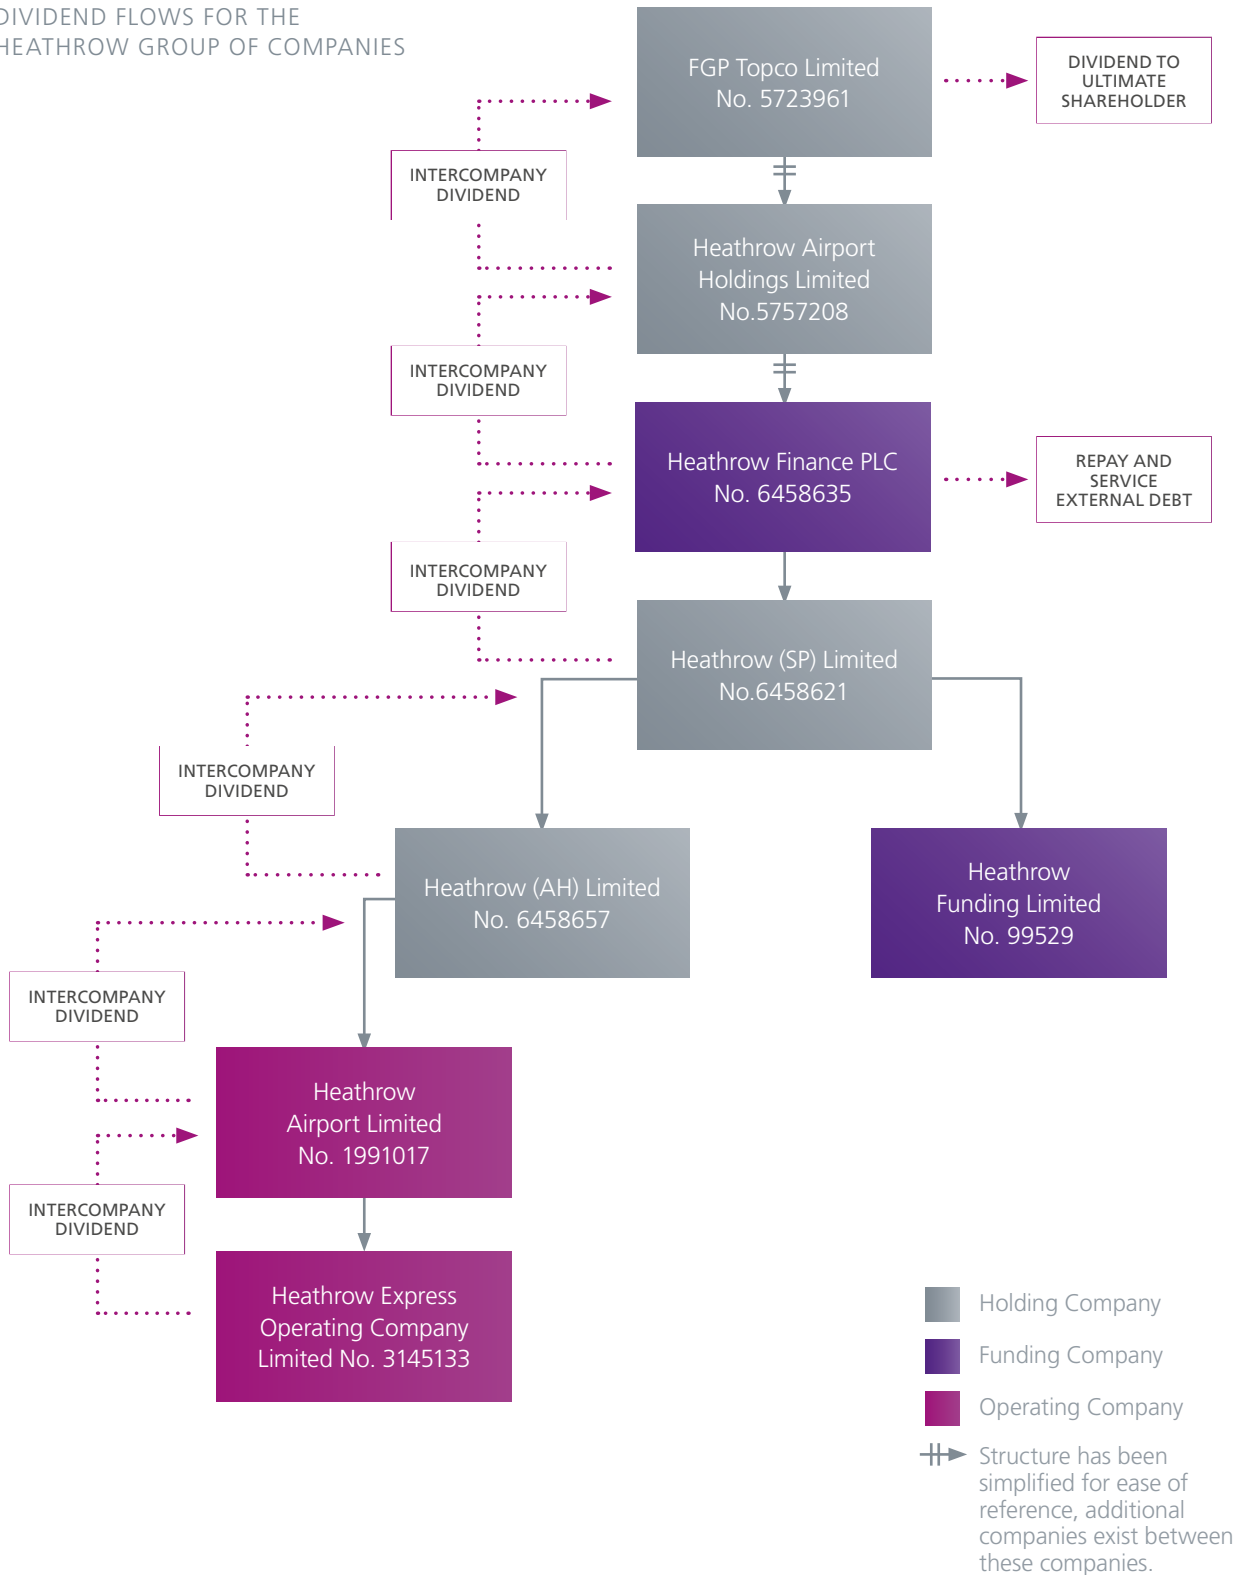 DIVIDEND FLOWS FOR THE
HEATHROW GROUP OF COMPANIES
FGP Topco Limited
No. 5723961
DIVIDEND TO
ULTIMATE
SHAREHOLDER
INTERCOMPANY
DIVIDEND
Heathrow Airport
Holdings Limited
No.5757208
INTERCOMPANY
DIVIDEND
Heathrow Finance PLC
No. 6458635
REPAY AND
SERVICE
EXTERNAL DEBT
INTERCOMPANY
DIVIDEND
Heathrow (SP) Limited
No.6458621
INTERCOMPANY
DIVIDEND
Heathrow (AH) Limited
No. 6458657
Heathrow
Funding Limited
No. 99529
INTERCOMPANY
DIVIDEND
Heathrow
Airport Limited
No. 1991017
INTERCOMPANY
DIVIDEND
Heathrow Express
Operating Company
Limited No. 3145133
Holding Company
Funding Company
Operating Company
Structure has been
simplified for ease of
reference, additional
companies exist between
these companies.